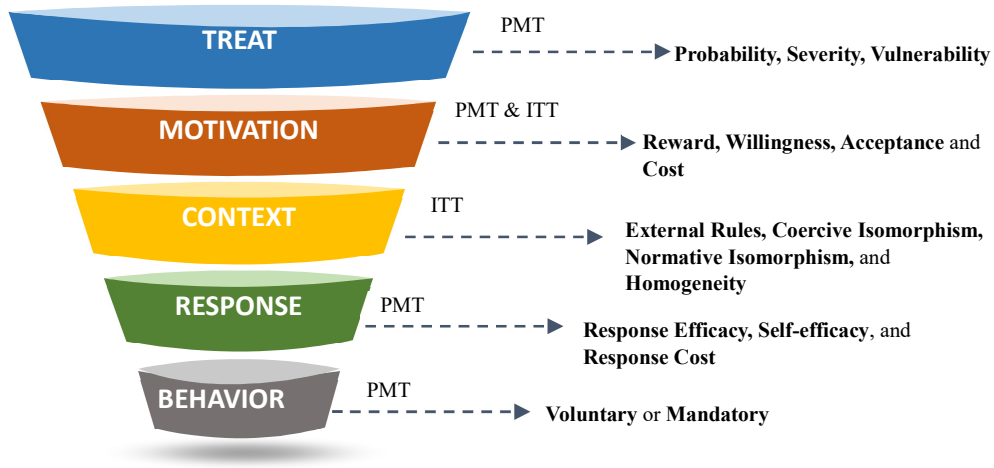 TREAT
PMT
Probability, Severity, Vulnerability
MOTIVATION
PMT & ITT
Reward, Willingness, Acceptance and
Cost
CONTEXT
ITT
External Rules, Coercive Isomorphism,
Normative Isomorphism, and
Homogeneity
RESPONSE
PMT
Response Efficacy, Self-efficacy, and
Response Cost
BEHAVIOR
PMT
Voluntary or Mandatory